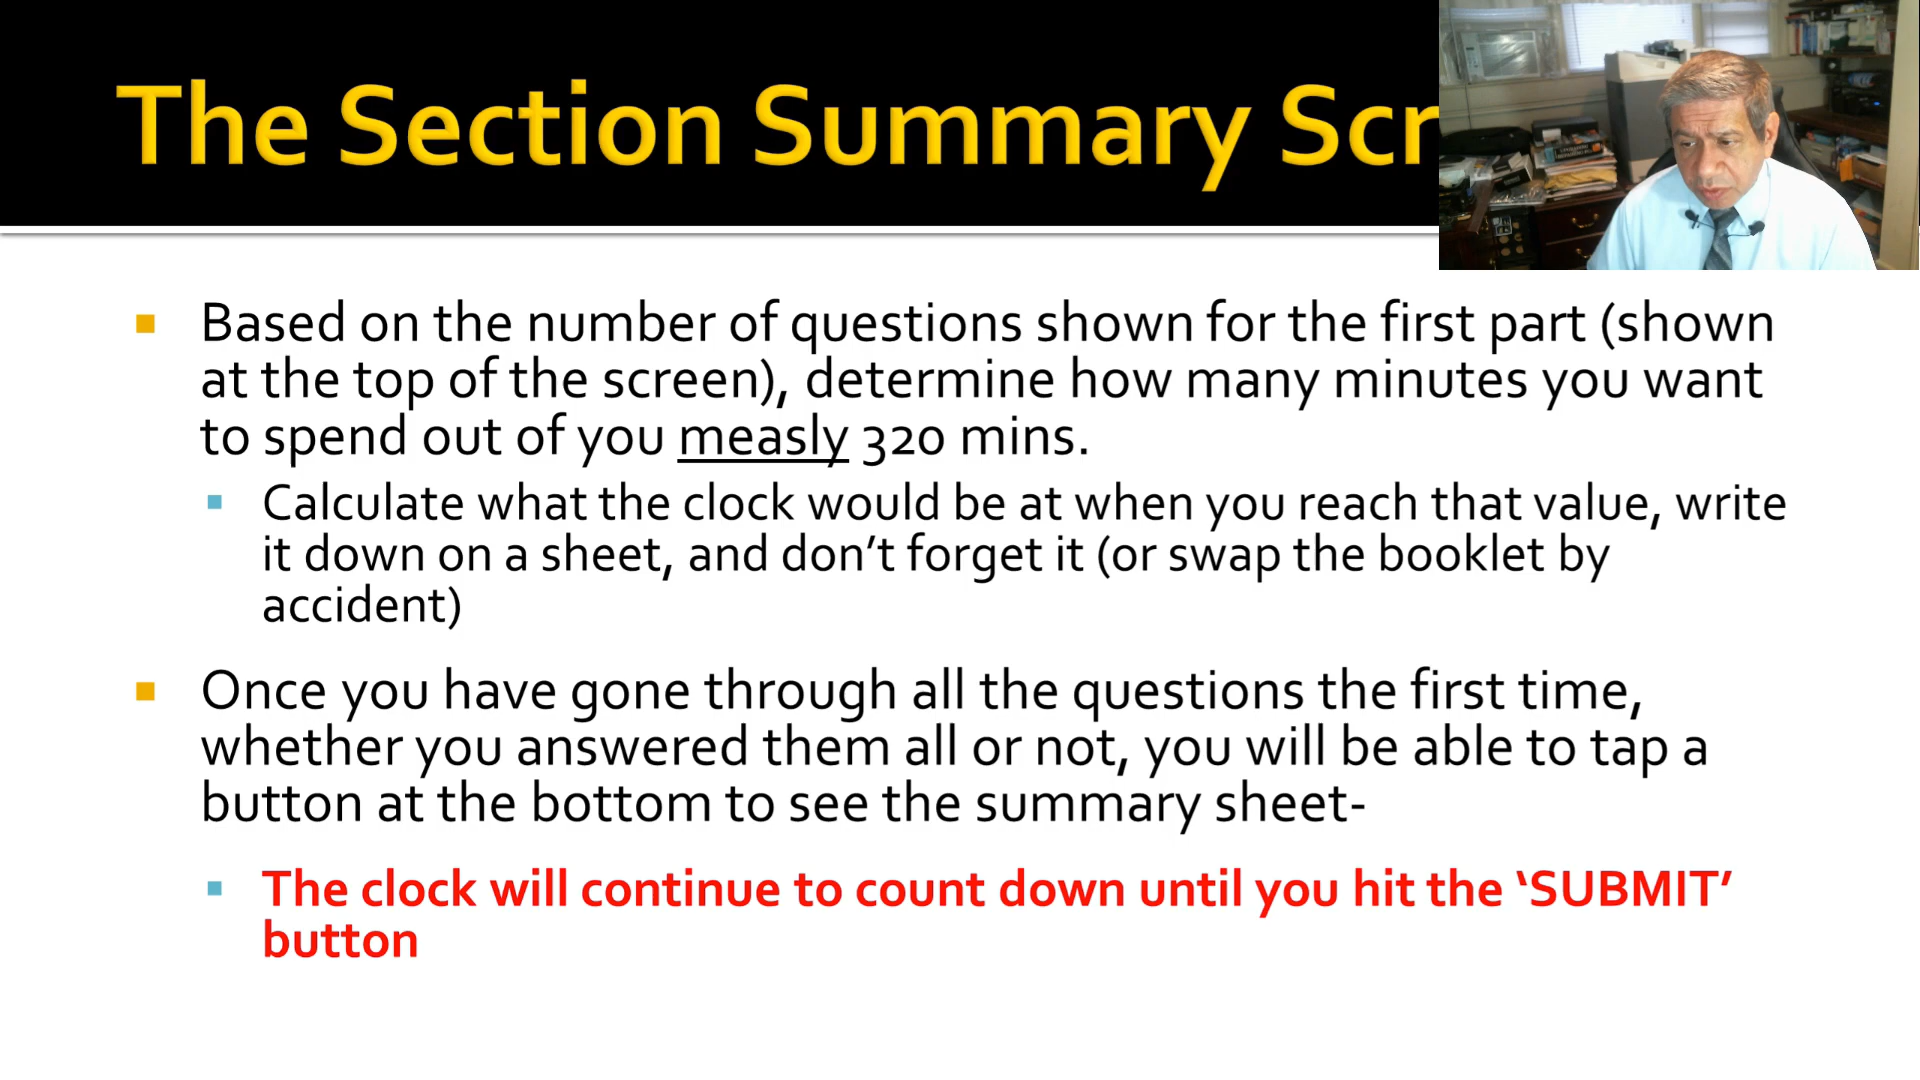 The Section Summary Scr
Based on the number of questions shown for the first part (shown
at the top of the screen), determine how many minutes you want
to spend out of you measly 320 mins.
Calculate what the clock would be at when you reach that value, write
it down on a sheet, and don’t forget it (or swap the booklet by
accident)
Once you have gone through all the questions the first time,
whether you answered them all or not, you will be able to tap a
button at the bottom to see the summary sheet-
The clock will continue to count down until you hit the ‘SUBMIT’
button